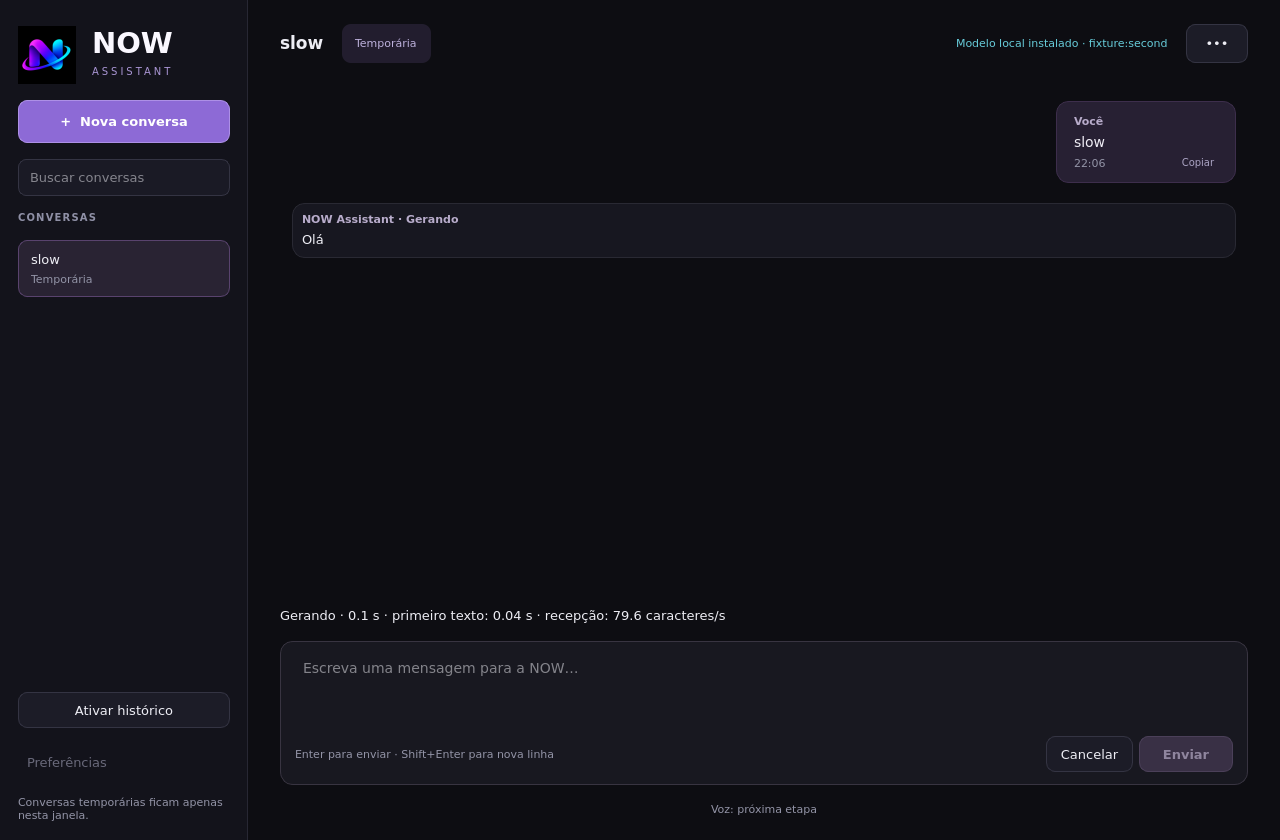 NOW
ASSISTANT
+ Nova conversa
Buscar conversas
CONVERSAS
slow
Temporária
Ativar histórico
Preferências
Conversas temporárias ficam apenas
nesta janela.
slow
Temporária
Modelo local instalado · fixture:second
•••
Você
slow
22:06
Copiar
NOW Assistant · Gerando
Olá
Gerando · 0.1 s · primeiro texto: 0.04 s · recepção: 79.6 caracteres/s
Escreva uma mensagem para a NOW…
Enter para enviar · Shift+Enter para nova linha
Cancelar
Enviar
Voz: próxima etapa